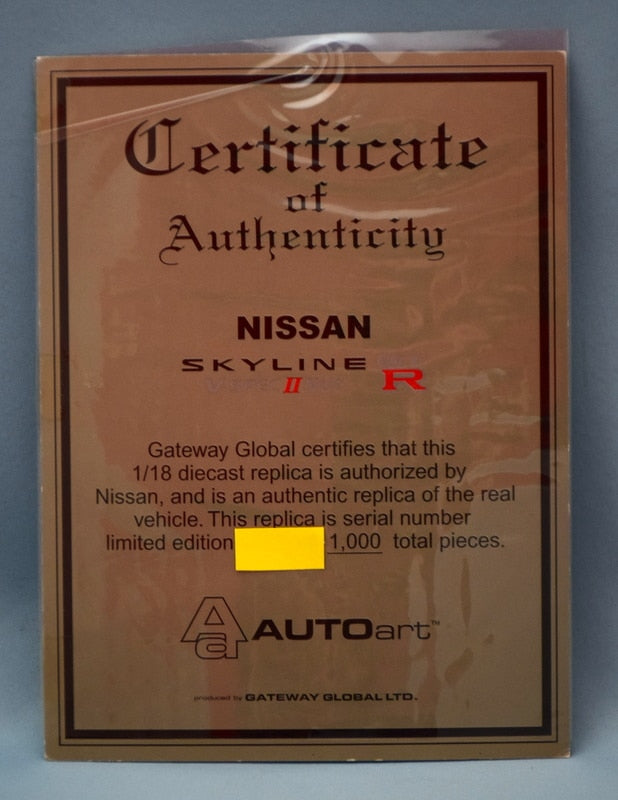 Certificate
of
Authenticity
NISSAN
SKYLINE
II R
Gateway Global certifies that this
1/18 diecast replica is authorized by
Nissan, and is an authentic replica of the real
vehicle. This replica is serial number
limited edition 1,000 total pieces.
Aa AUTOart™
produced by GATEWAY GLOBAL LTD.